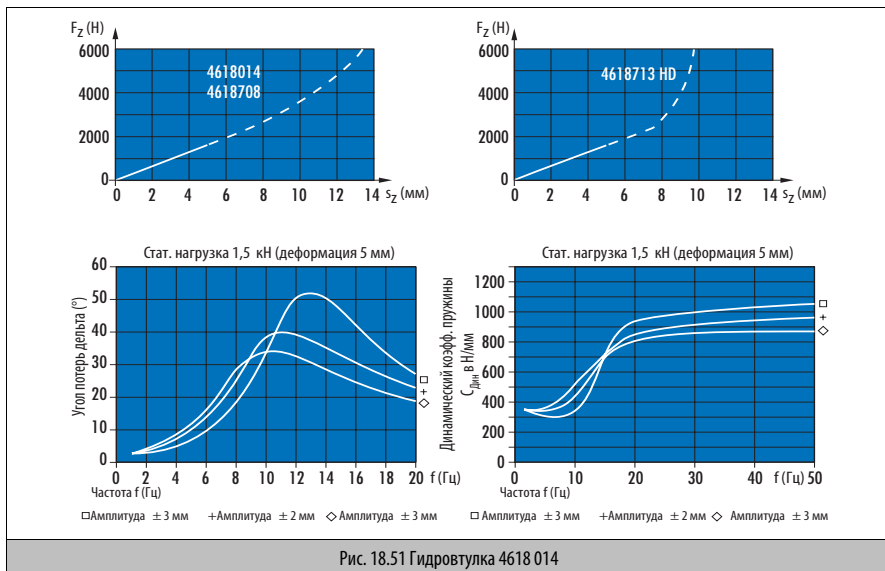 F_Z (Н)
6000
4000
2000
0
4618014
4618708
0 2 4 6 8 10 12 14
s_Z (мм)
F_Z (Н)
6000
4000
2000
0
4618713 HD
0 2 4 6 8 10 12 14
s_Z (мм)
Стат. нагрузка 1,5 кН (деформация 5 мм)
Угол потерь дельта (°)
60
50
40
30
20
10
0
□
+
◇
0 2 4 6 8 10 12 14 16 18 20 f (Гц)
Частота f (Гц)
□Амплитуда ± 3 мм +Амплитуда ± 2 мм ◇ Амплитуда ± 3 мм
Стат. нагрузка 1,5 кН (деформация 5 мм)
Динамический коэфф. пружины
C_Дин в Н/мм
1200
1000
800
600
400
200
0
□
+
◇
0 10 20 30 f (Гц) 50
Частота f (Гц)
□ Амплитуда ± 3 мм +Амплитуда ± 2 мм ◇ Амплитуда ± 3 мм
Рис. 18.51 Гидровтулка 4618 014